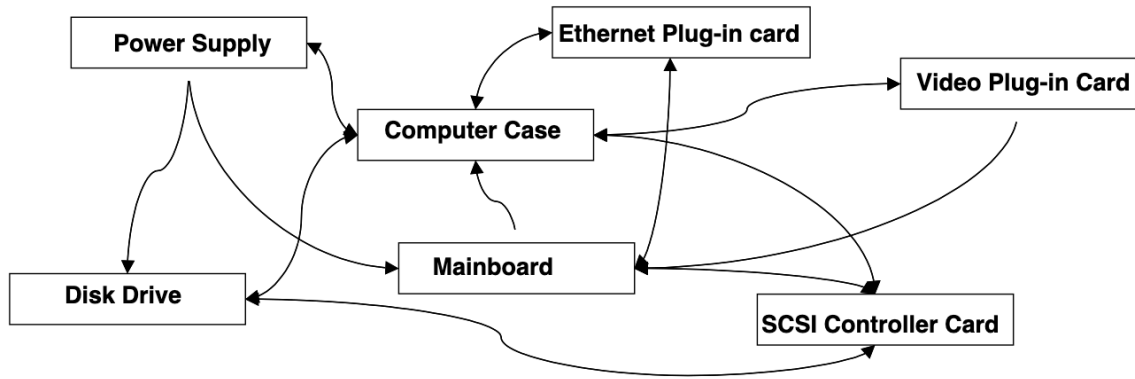 Power Supply
Ethernet Plug-in card
Video Plug-in Card
Computer Case
Mainboard
Disk Drive
SCSI Controller Card